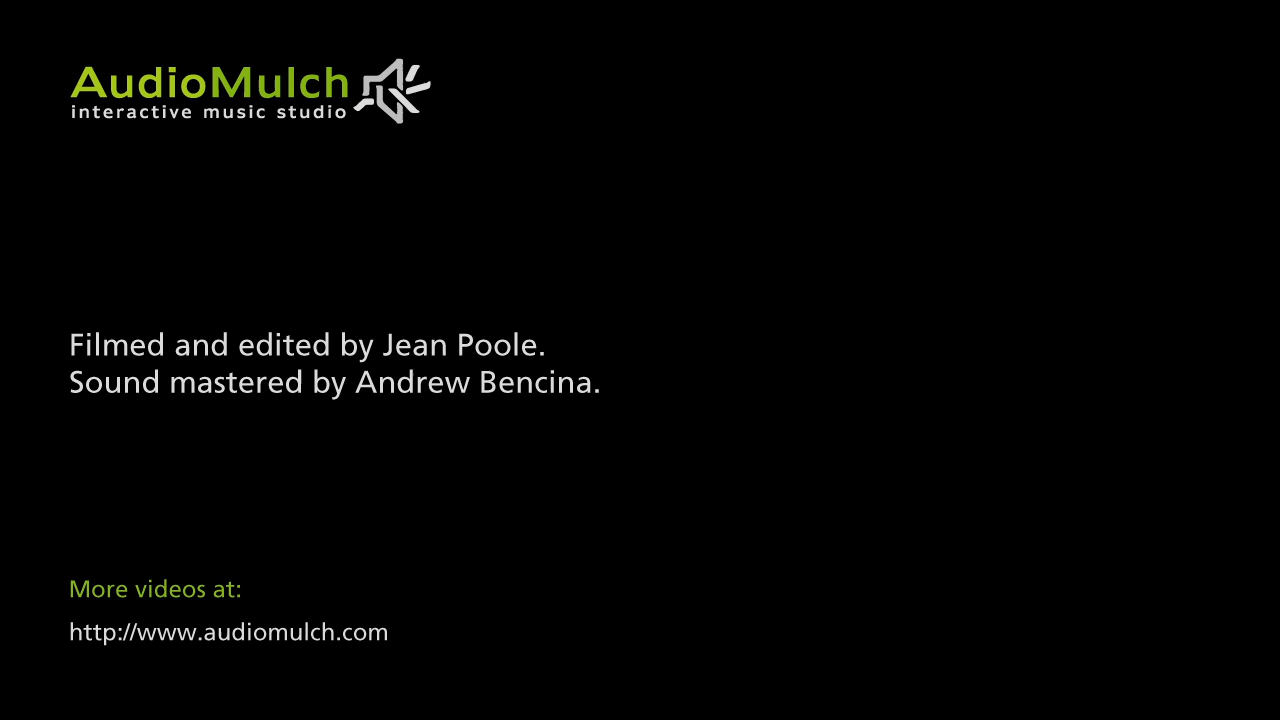 AudioMulch
interactive music studio
Filmed and edited by Jean Poole.
Sound mastered by Andrew Bencina.
More videos at:
http://www.audiomulch.com